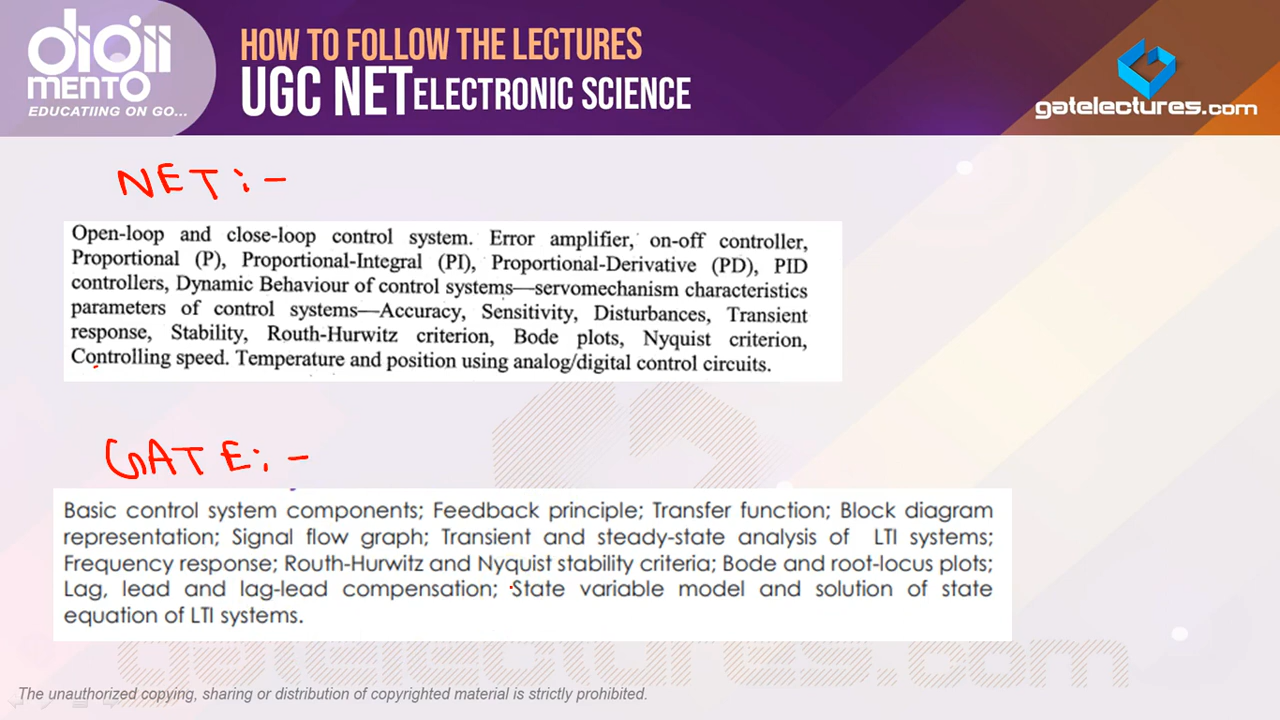 digii
mento
EDUCATIING ON GO...
HOW TO FOLLOW THE LECTURES
UGC NET ELECTRONIC SCIENCE
gatelectures.com
NET:-
Open-loop and close-loop control system. Error amplifier, on-off controller,
Proportional (P), Proportional-Integral (PI), Proportional-Derivative (PD), PID
controllers, Dynamic Behaviour of control systems—servomechanism characteristics
parameters of control systems—Accuracy, Sensitivity, Disturbances, Transient
response, Stability, Routh-Hurwitz criterion, Bode plots, Nyquist criterion,
Controlling speed. Temperature and position using analog/digital control circuits.
GATE:-
Basic control system components; Feedback principle; Transfer function; Block diagram
representation; Signal flow graph; Transient and steady-state analysis of LTI systems;
Frequency response; Routh-Hurwitz and Nyquist stability criteria; Bode and root-locus plots;
Lag, lead and lag-lead compensation; State variable model and solution of state
equation of LTI systems.
gatelectures.com
The unauthorized copying, sharing or distribution of copyrighted material is strictly prohibited.